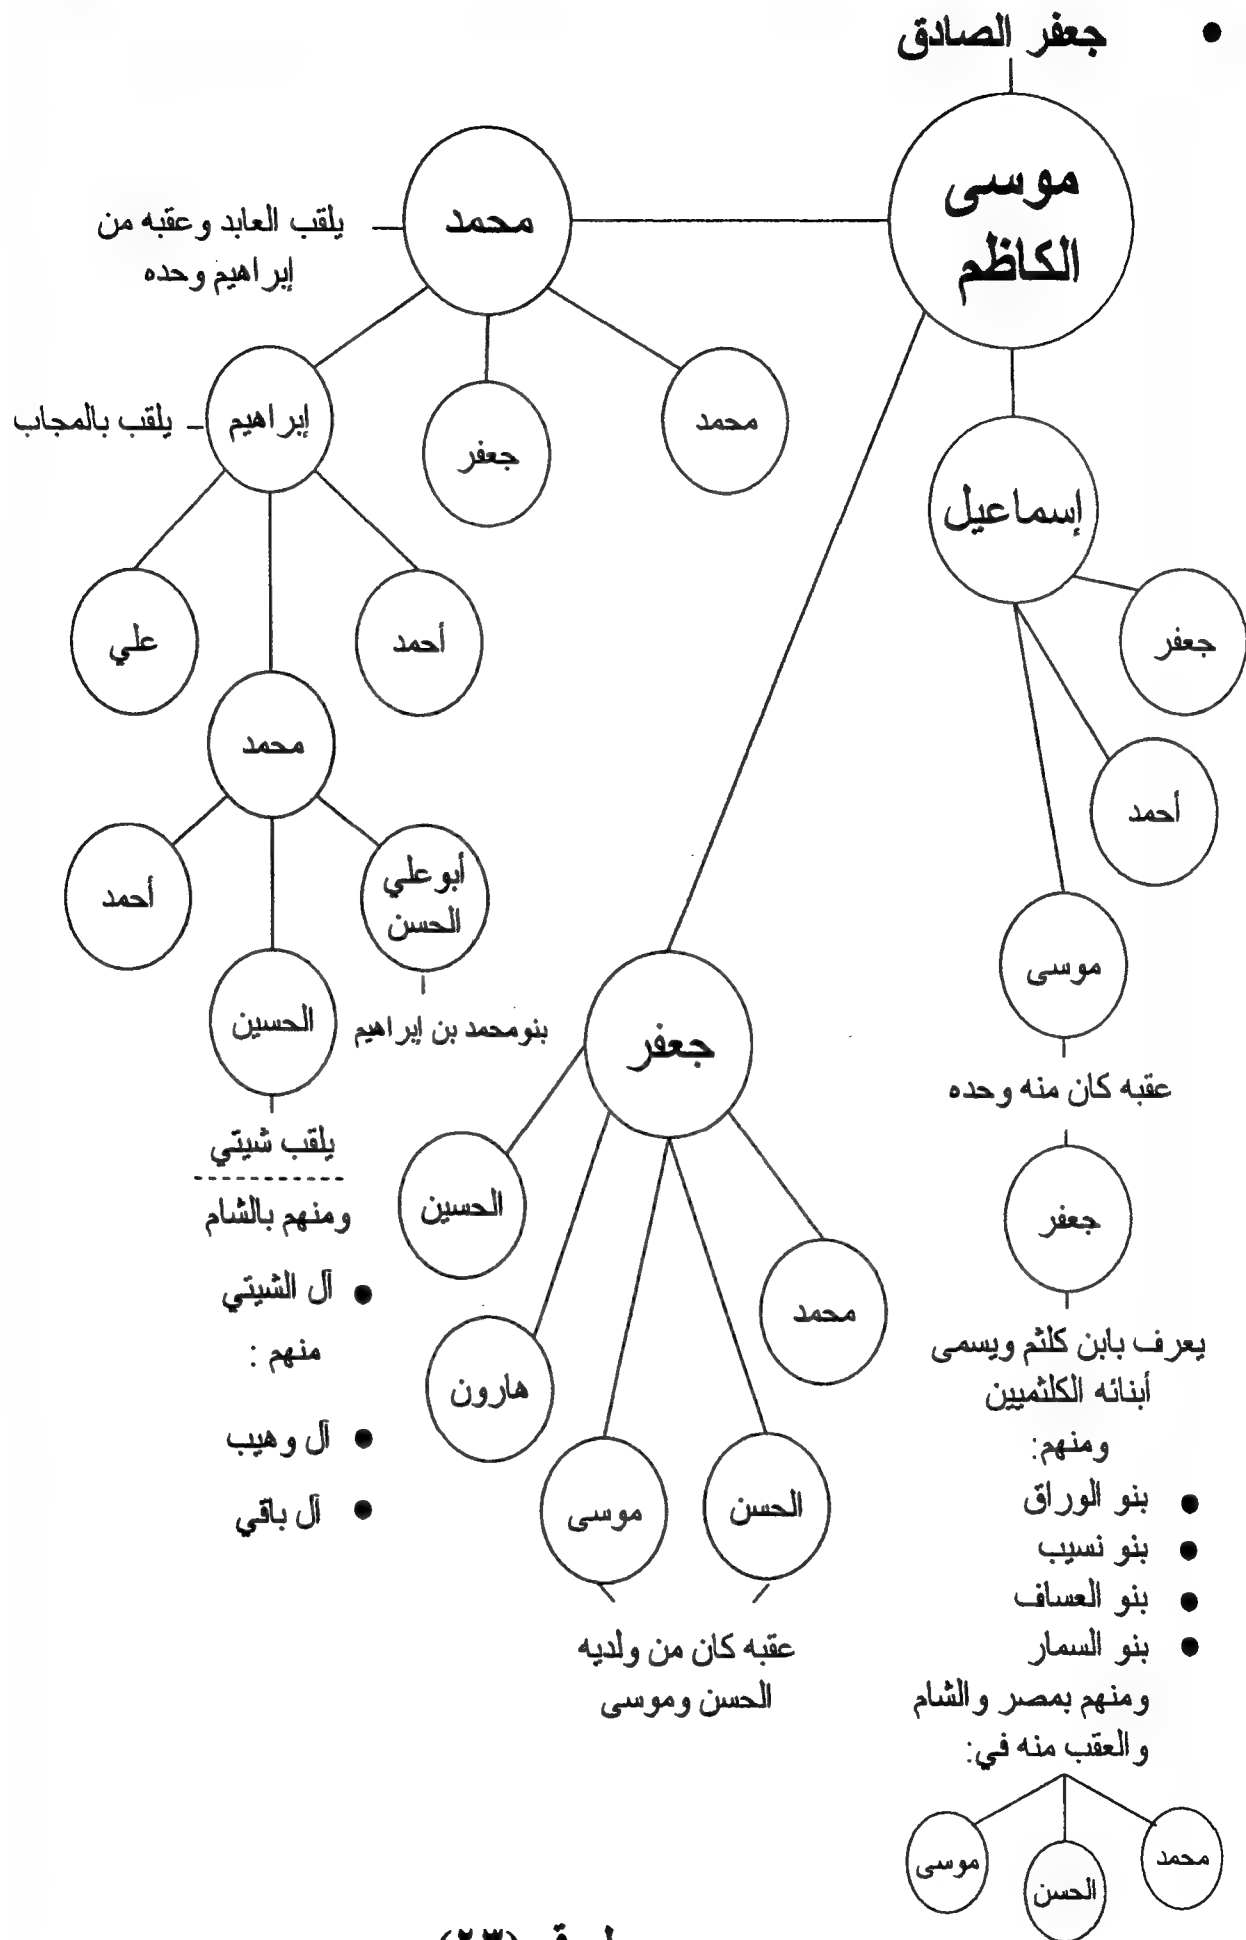 • جعفر الصادق
موسى
الكاظم
محمد
يلقب العابد وعقبه من
إبراهيم وحده
إبراهيم
يلقب بالمجاب
جعفر
محمد
علي
أحمد
محمد
أحمد
أبو علي
الحسن
بنو محمد بن إبراهيم
الحسين
يلقب شيتي
ومنهم بالشام
• آل الشيتي
منهم :
• آل وهيب
• آل باقي
إسماعيل
جعفر
أحمد
موسى
عقبه كان منه وحده
جعفر
يعرف بابن كلثم ويسمى
أبنائه الكلثميين
ومنهم:
• بنو الوراق
• بنو نسيب
• بنو العساف
• بنو السمار
ومنهم بمصر والشام
والعقب منه في:
محمد
الحسن
موسى
جعفر
الحسين
هارون
موسى
الحسن
محمد
عقبه كان من ولديه
الحسن وموسى
(٢٣)